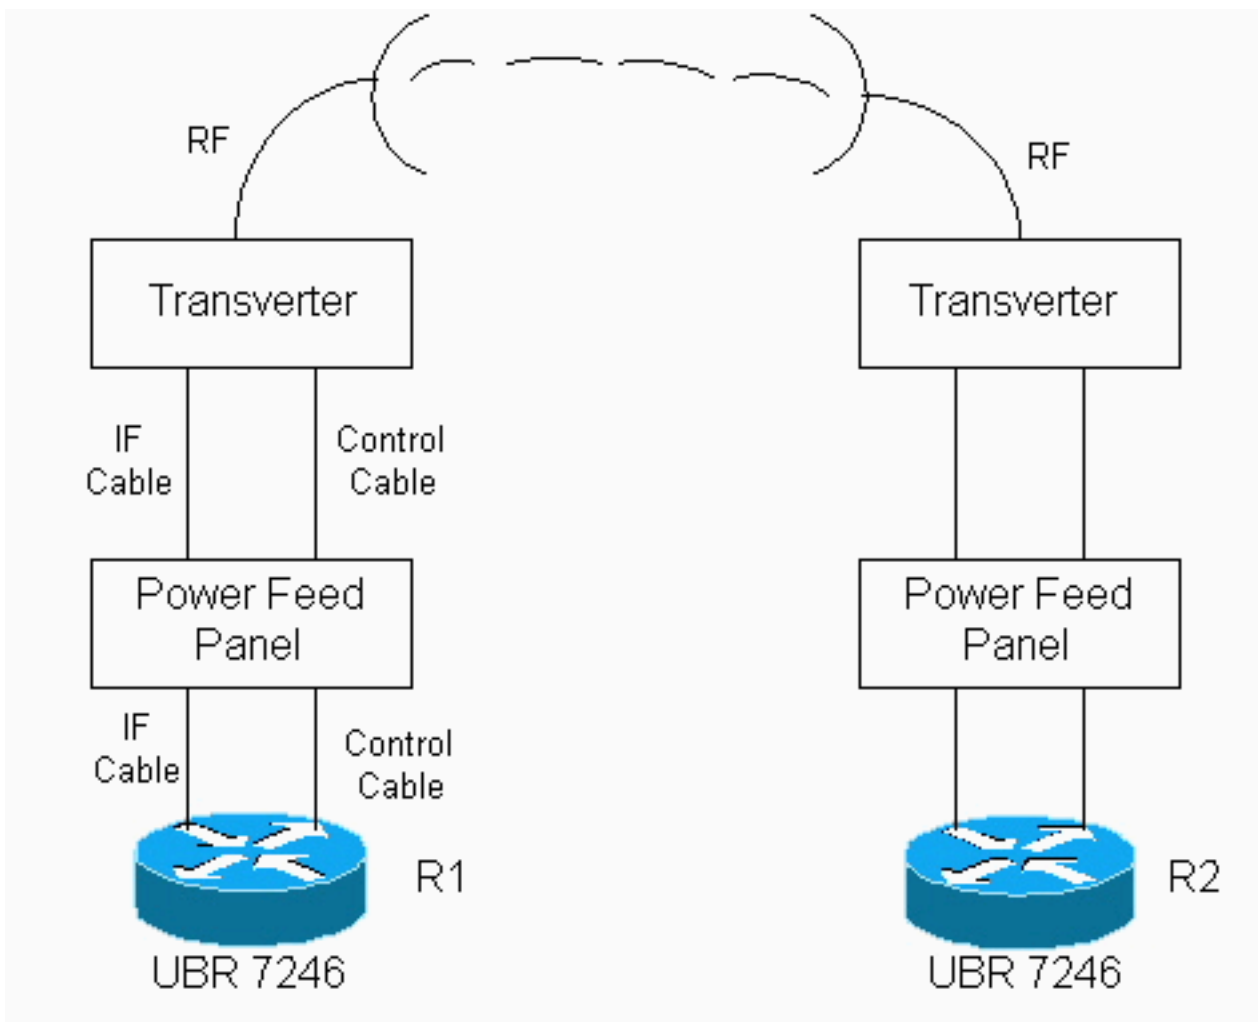 RF
RF
Transverter
Transverter
IF
Cable
Control
Cable
Power Feed
Panel
Power Feed
Panel
IF
Cable
Control
Cable
R1
R2
UBR 7246
UBR 7246